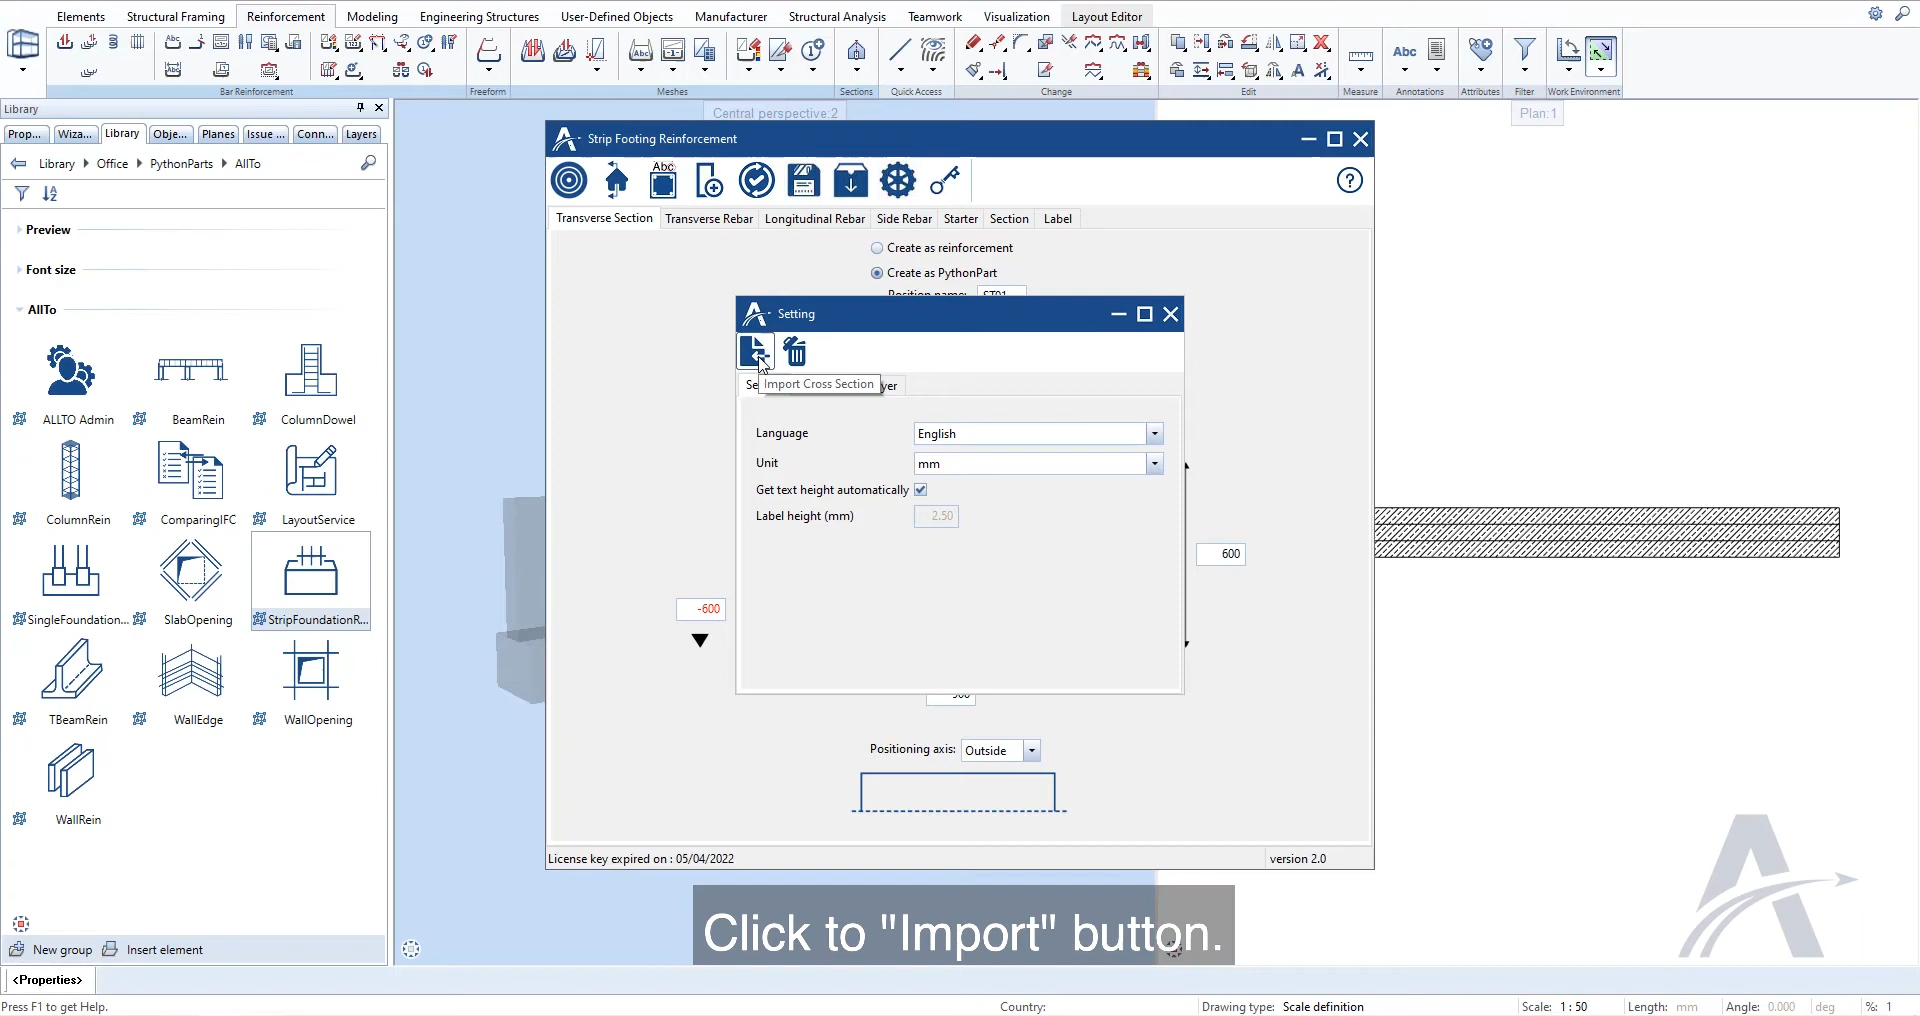 Elements Structural Framing Reinforcement Modeling Engineering Structures User-Defined Objects Manufacturer Structural Analysis Teamwork Visualization Layout Editor
Bar Reinforcement Freeform Meshes Sections Quick Access Change Edit Measure Annotations Attributes Filter Work Environment
Library
Prop... Wiza... Library Obje... Planes Issue ... Conn... Layers
Library Office PythonParts AllTo
Preview
Font size
AllTo
ALLTO Admin BeamRein ColumnDowel
ColumnRein ComparingIFC LayoutService
SingleFoundation... SlabOpening StripFoundationR...
TBeamRein WallEdge WallOpening
WallRein
New group Insert element
<Properties>
Press F1 to get Help.
Central perspective:2
Plan:1
Strip Footing Reinforcement
Abc
Transverse Section Transverse Rebar Longitudinal Rebar Side Rebar Starter Section Label
Create as reinforcement
Create as PythonPart
Position name: ST01
Setting
Import Cross Section
Se yer
Language English
Unit mm
Get text height automatically
Label height (mm) 2.50
600
-600
Positioning axis: Outside
License key expired on : 05/04/2022 version 2.0
Click to "Import" button.
Country: Drawing type: Scale definition Scale: 1 : 50 Length: mm Angle: 0.000 deg %: 1